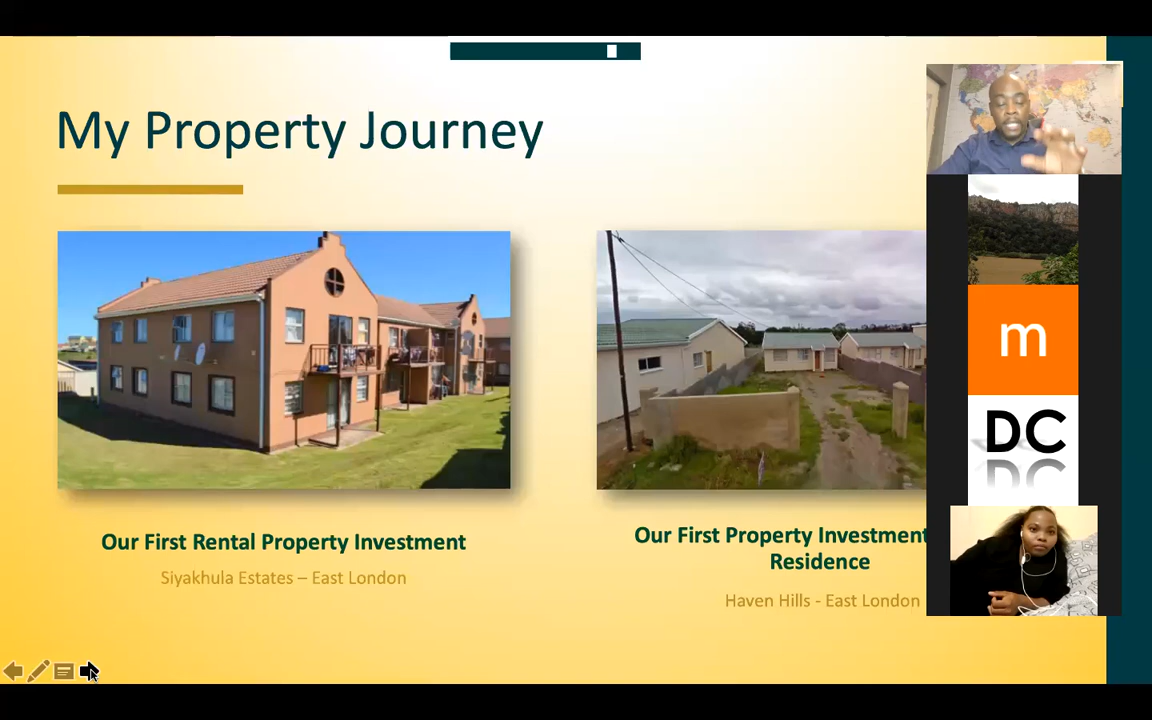 My Property Journey
Our First Rental Property Investment
Siyakhula Estates – East London
Our First Property Investment
Residence
Haven Hills - East London
m
DC